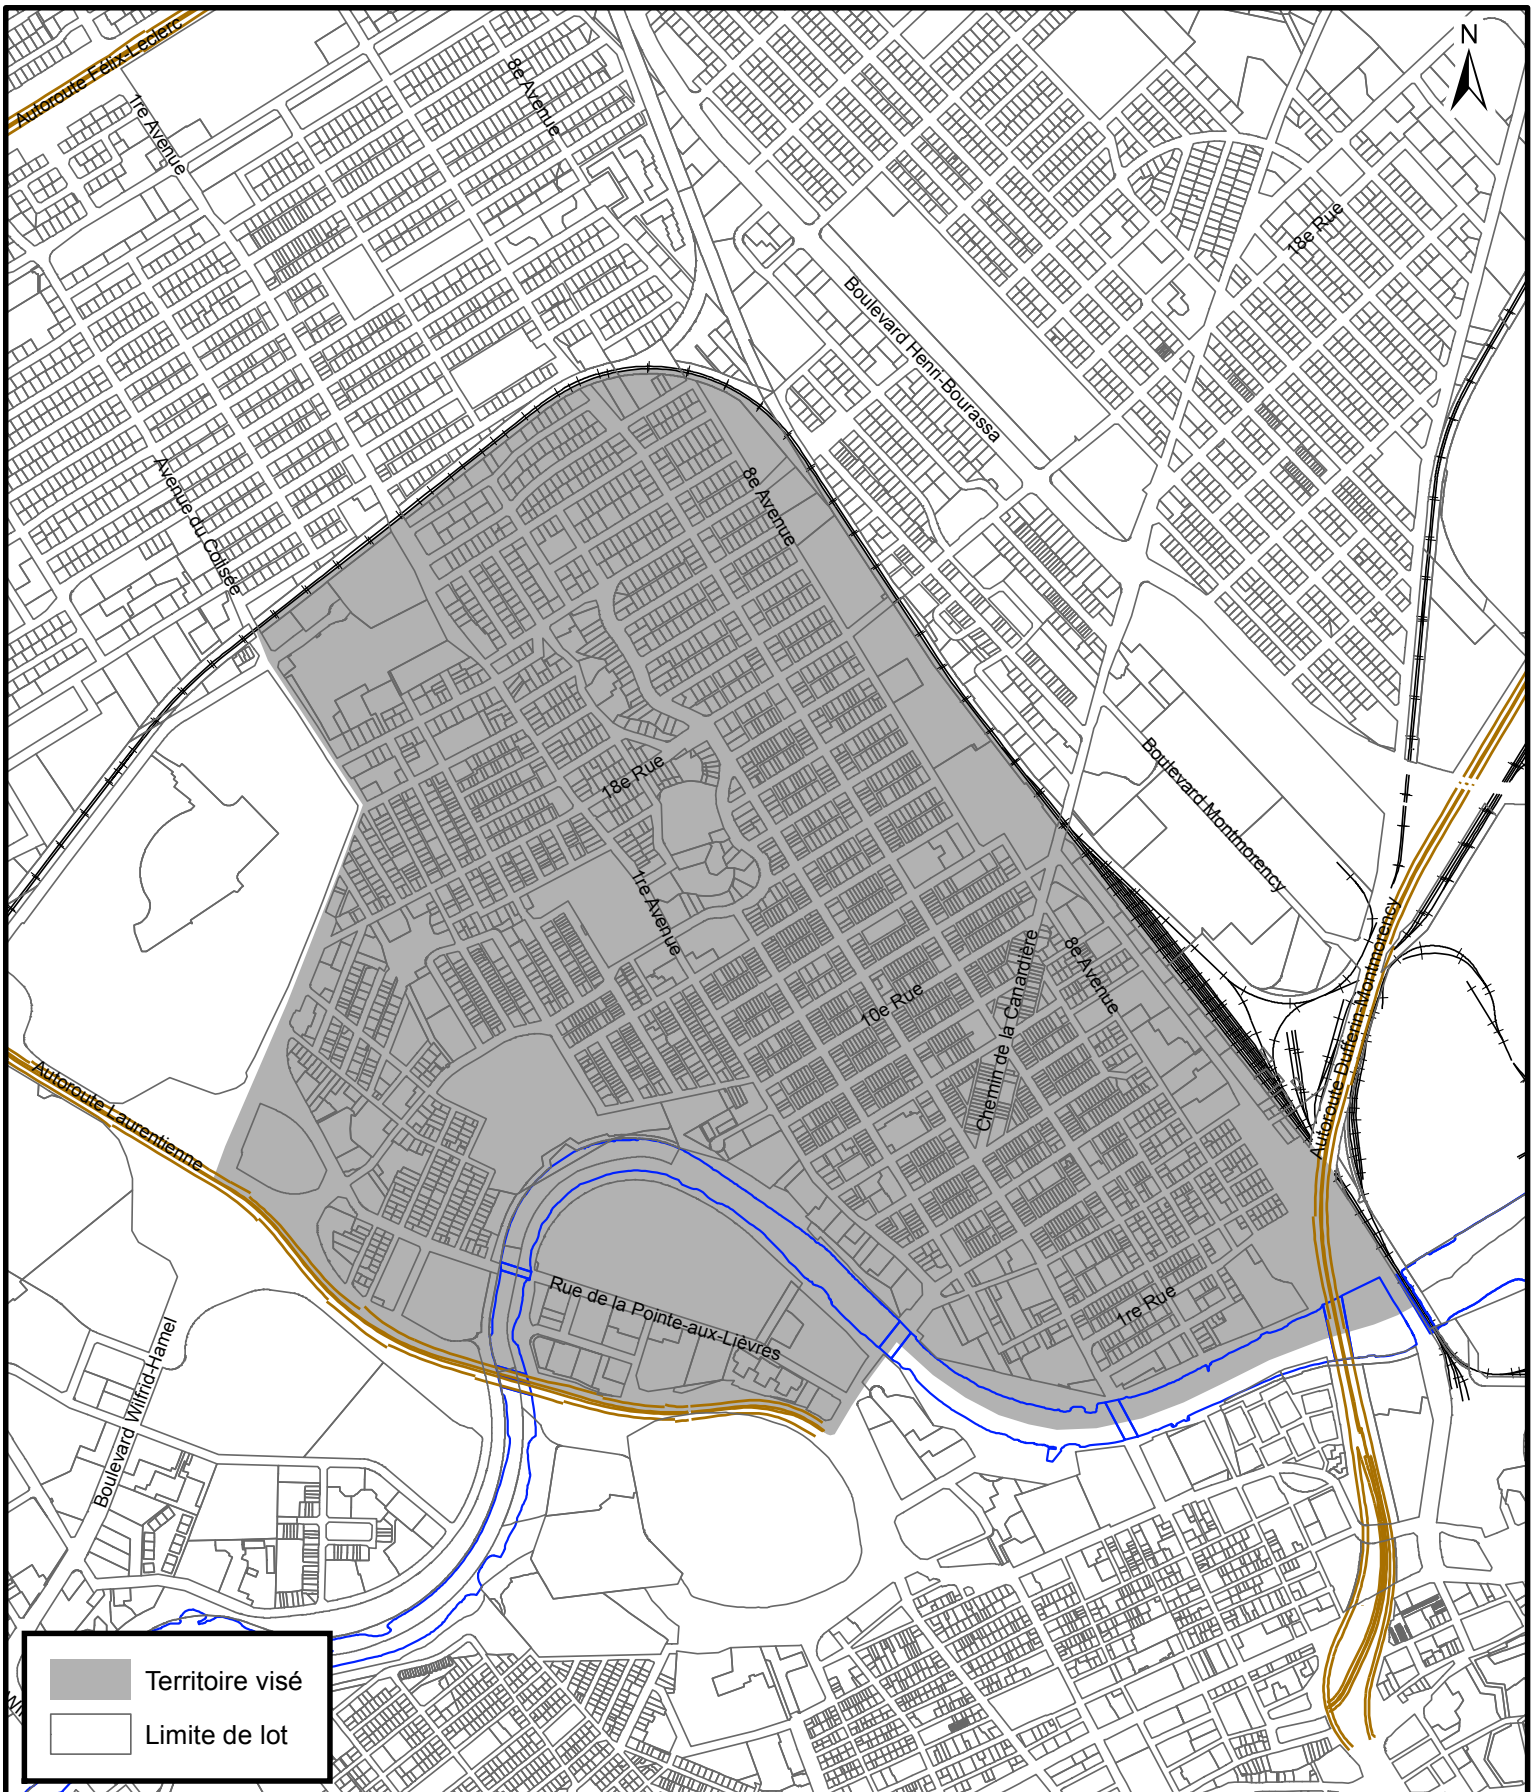 Autoroute Félix-Leclerc
1re Avenue
8e Avenue
N
18e Rue
Boulevard Henri-Bourassa
Avenue du Colisée
8e Avenue
18e Rue
Boulevard Montmorency
1re Avenue
10e Rue
Chemin de la Canardière
8e Avenue
Autoroute Dufferin-Montmorency
Autoroute Laurentienne
Rue de la Pointe-aux-Lièvres
1re Rue
Boulevard Wilfrid-Hamel
Territoire visé
Limite de lot